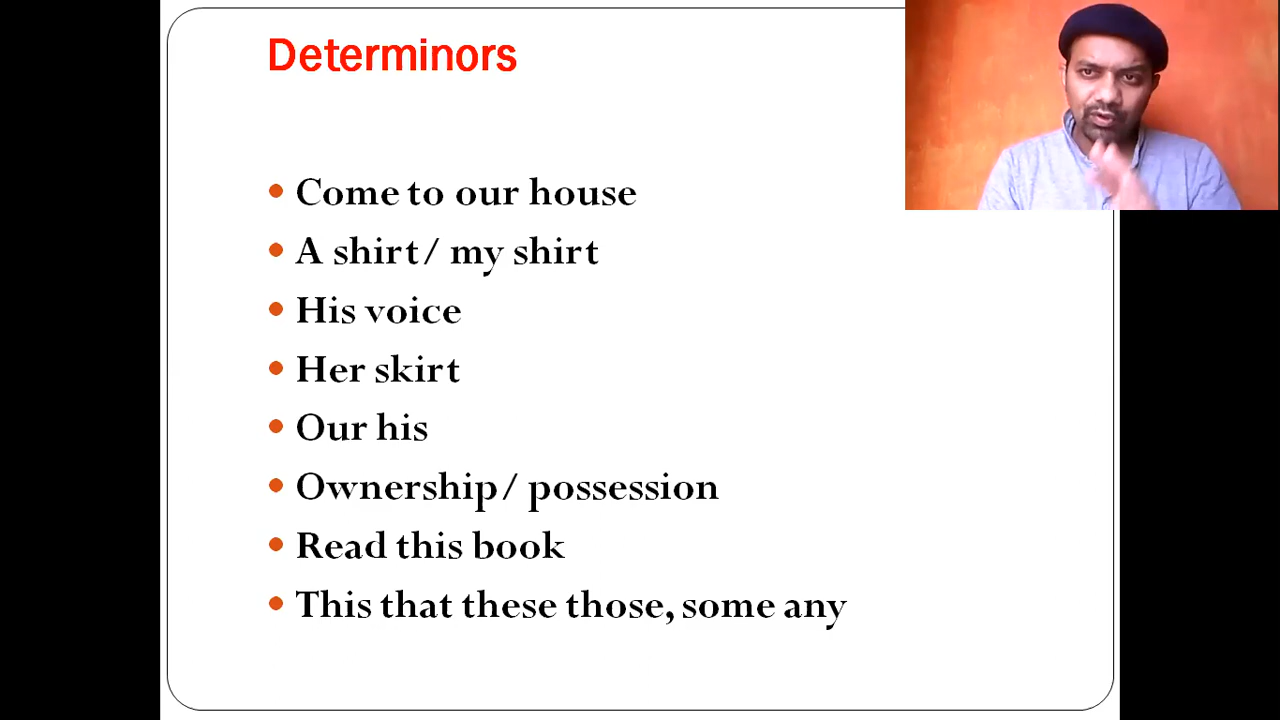 Determinors
Come to our house
A shirt/ my shirt
His voice
Her skirt
Our his
Ownership/ possession
Read this book
This that these those, some any